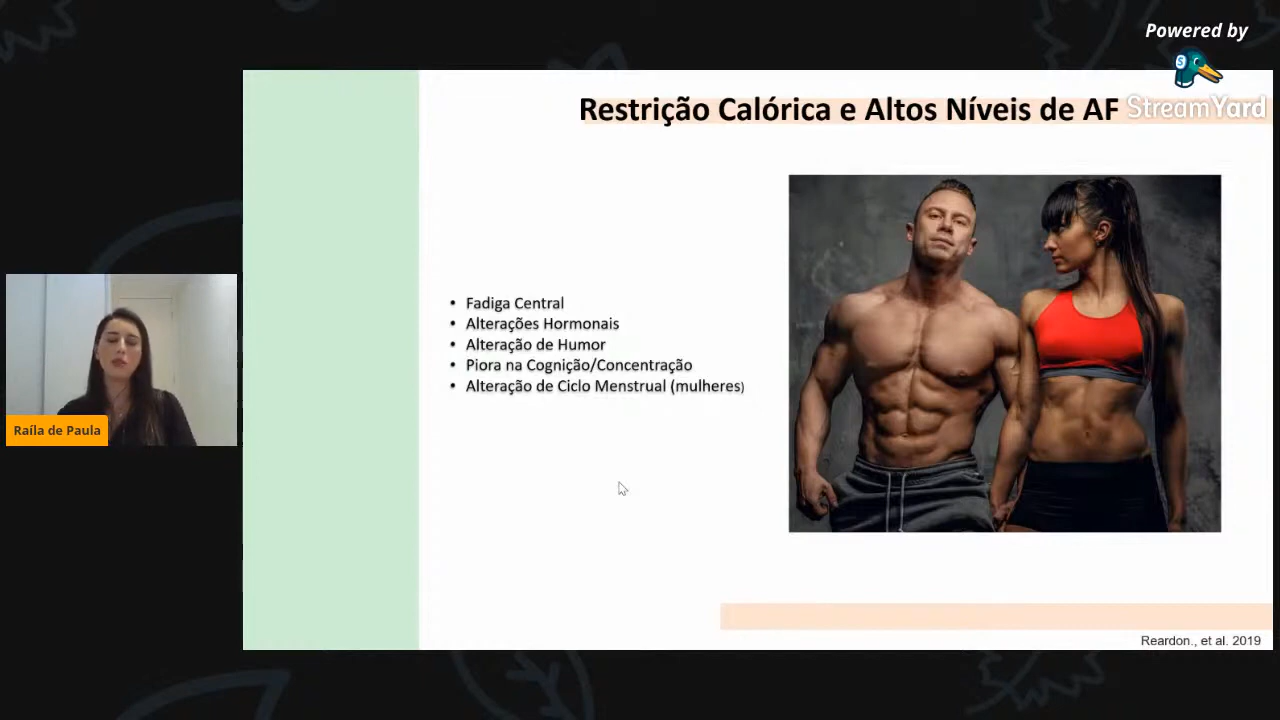 Powered by
StreamYard
Restrição Calórica e Altos Níveis de AF
• Fadiga Central
• Alterações Hormonais
• Alteração de Humor
• Piora na Cognição/Concentração
• Alteração de Ciclo Menstrual (mulheres)
Raíla de Paula
Reardon., et al. 2019